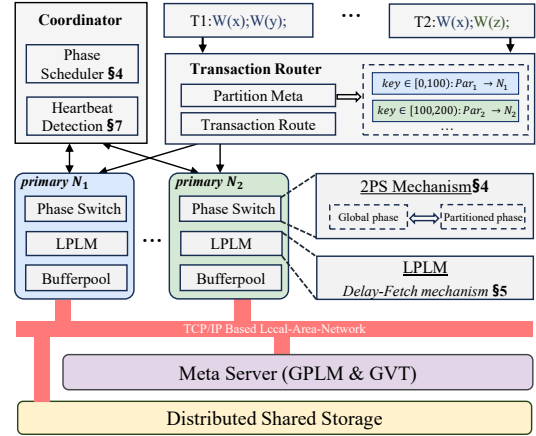 Coordinator
Phase
Scheduler §4
Heartbeat
Detection §7
T1:W(x);W(y);
...
T2:W(x);W(z);
Transaction Router
Partition Meta
Transaction Route
key ∈ [0,100): Par₁ → N₁
key ∈ [100,200): Par₂ → N₂
...
primary N₁
Phase Switch
LPLM
Bufferpool
...
primary N₂
Phase Switch
LPLM
Bufferpool
2PS Mechanism§4
Global phase
Partitioned phase
LPLM
Delay-Fetch mechanism §5
TCP/IP Based Local-Area-Network
Meta Server (GPLM & GVT)
Distributed Shared Storage